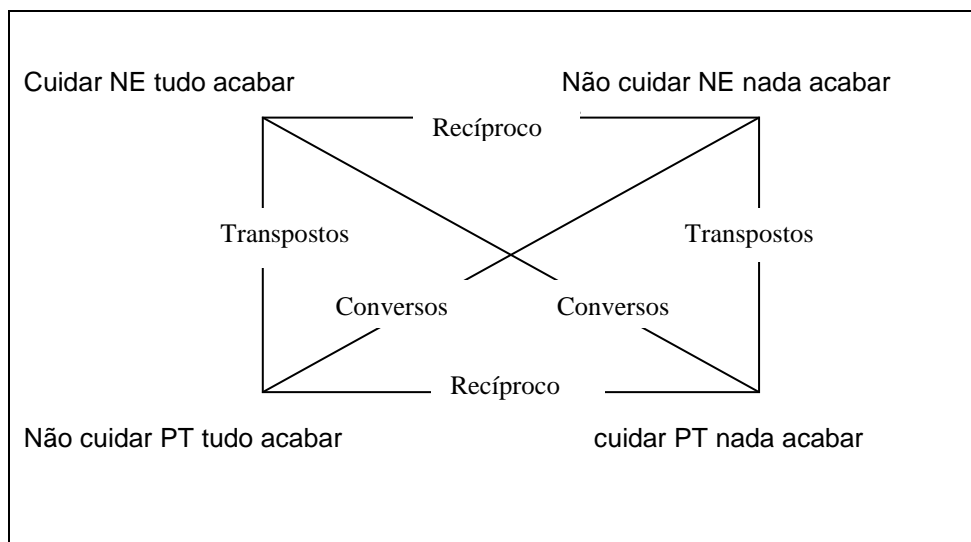 Cuidar NE tudo acabar
Não cuidar NE nada acabar
Recíproco
Transpostos
Transpostos
Conversos
Conversos
Recíproco
Não cuidar PT tudo acabar
cuidar PT nada acabar